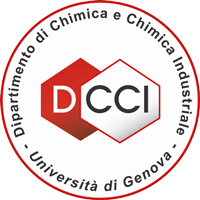 - Dipartimento di Chimica e Chimica Industriale -
DCCI
Università di Genova